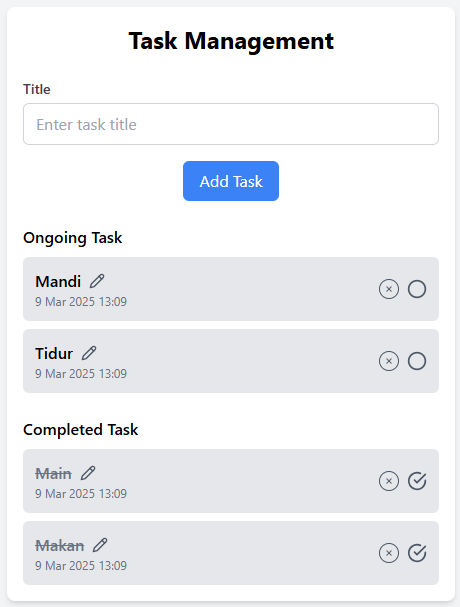 Task Management
Title
Enter task title
Add Task
Ongoing Task
Mandi
9 Mar 2025 13:09
Tidur
9 Mar 2025 13:09
Completed Task
Main
9 Mar 2025 13:09
Makan
9 Mar 2025 13:09